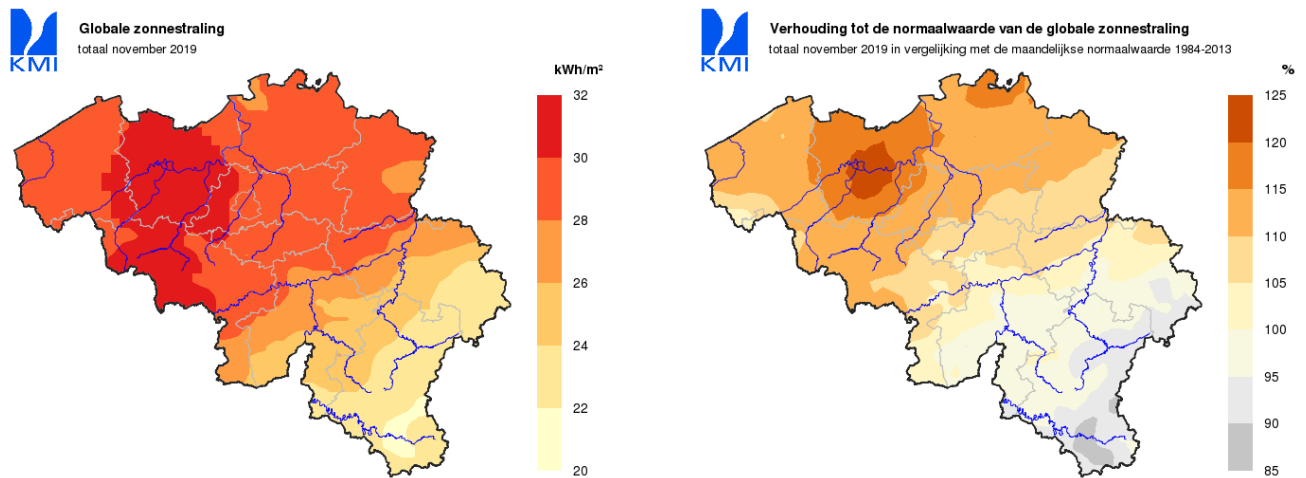 Globale zonnestraling
totaal november 2019
KMI
kWh/m²
32
30
28
26
24
22
20
Verhouding tot de normaalwaarde van de globale zonnestraling
totaal november 2019 in vergelijking met de maandelijkse normaalwaarde 1984-2013
KMI
%
125
120
115
110
105
100
95
90
85